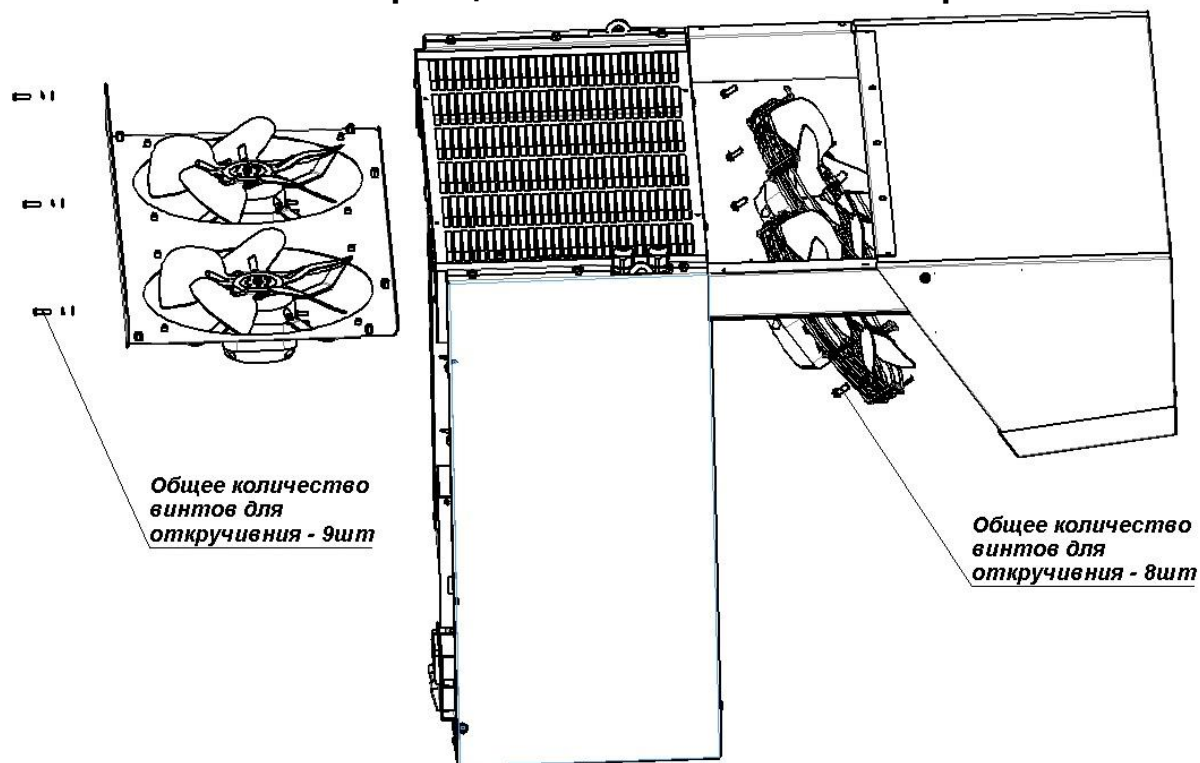 Общее количество
винтов для
откручивния - 9шт
Общее количество
винтов для
откручивния - 8шт